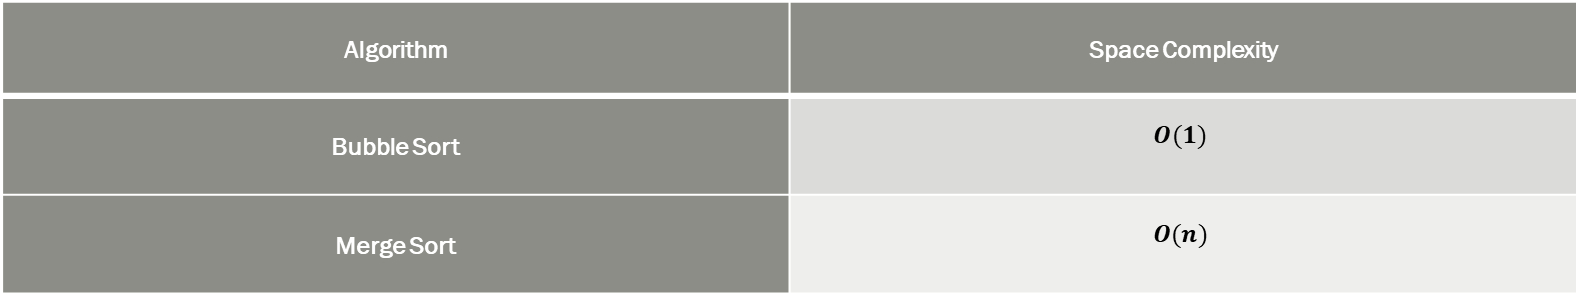 Algorithm Space Complexity
Bubble Sort O(1)
Merge Sort O(n)